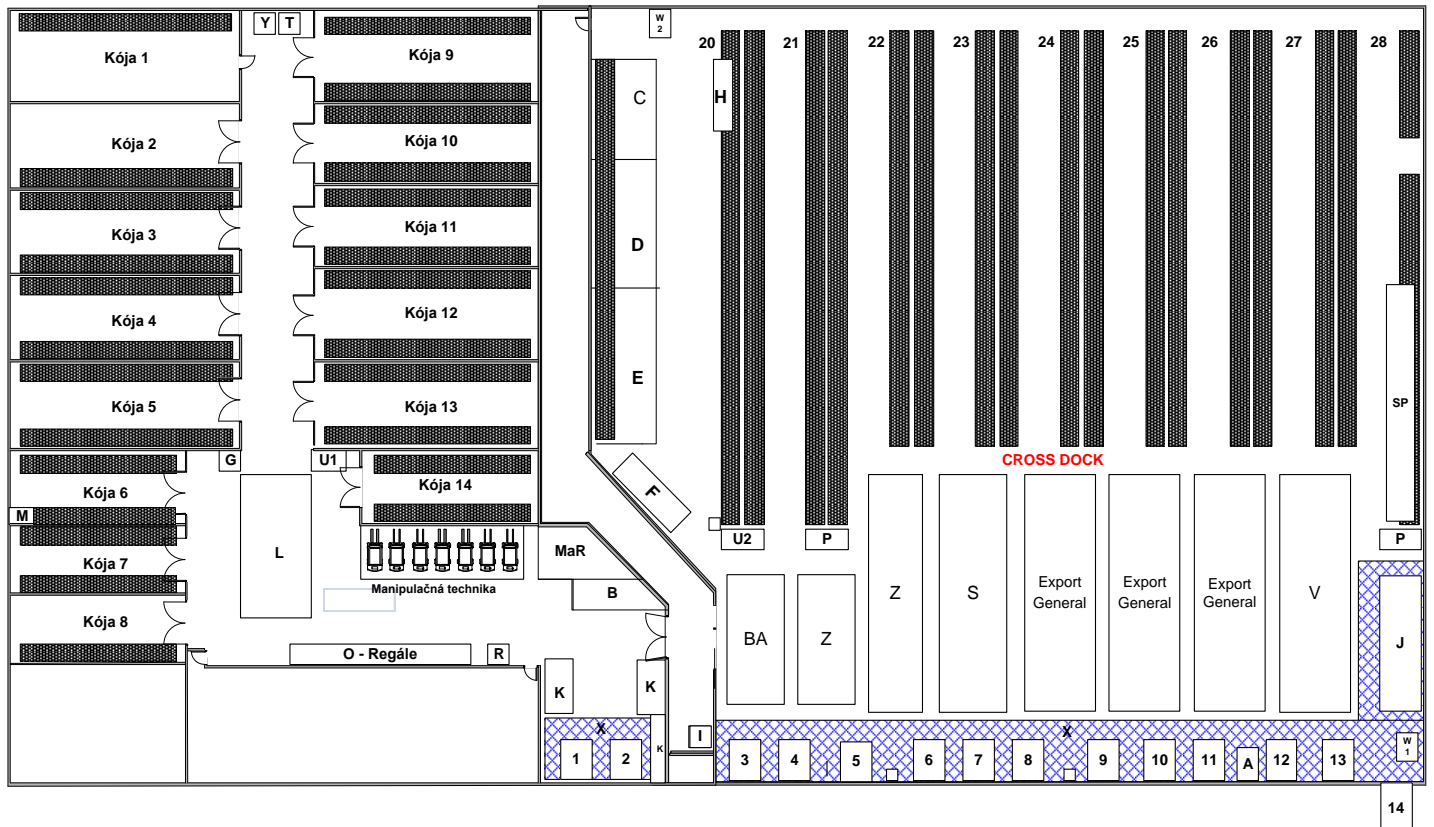 Y T
W
2
Kója 1
Kója 9
20 21 22 23 24 25 26 27 28
C
H
Kója 2
Kója 10
Kója 3
Kója 11
D
Kója 4
Kója 12
E
Kója 5
Kója 13
SP
CROSS DOCK
G
U1
Kója 6
Kója 14
F
M
L
U2
P
P
Kója 7
MaR
Manipulačná technika
B
Kója 8
BA
Z
Z
S
Export
General
Export
General
Export
General
V
J
O - Regále
R
K
K
X
X
K
I
W
1
1 2 3 4 5 6 7 8 9 10 11 A 12 13
14